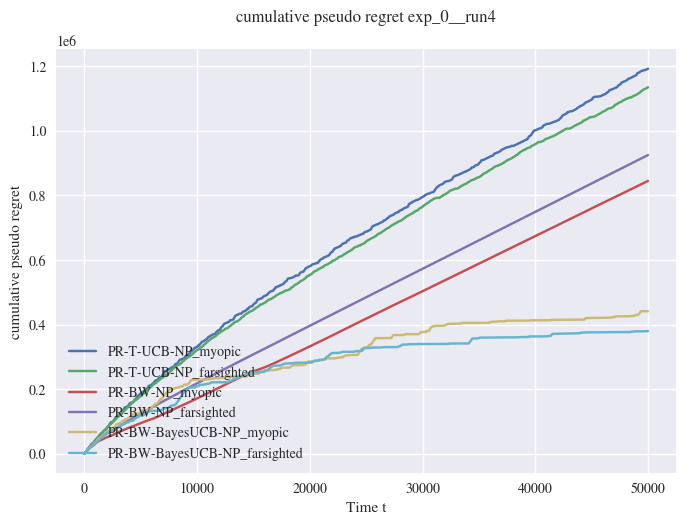 cumulative pseudo regret exp_0__run4
1e6
1.2
1.0
0.8
0.6
0.4
0.2
0.0
cumulative pseudo regret
PR-T-UCB-NP_myopic
PR-T-UCB-NP_farsighted
PR-BW-NP_myopic
PR-BW-NP_farsighted
PR-BW-BayesUCB-NP_myopic
PR-BW-BayesUCB-NP_farsighted
0 10000 20000 30000 40000 50000
Time t